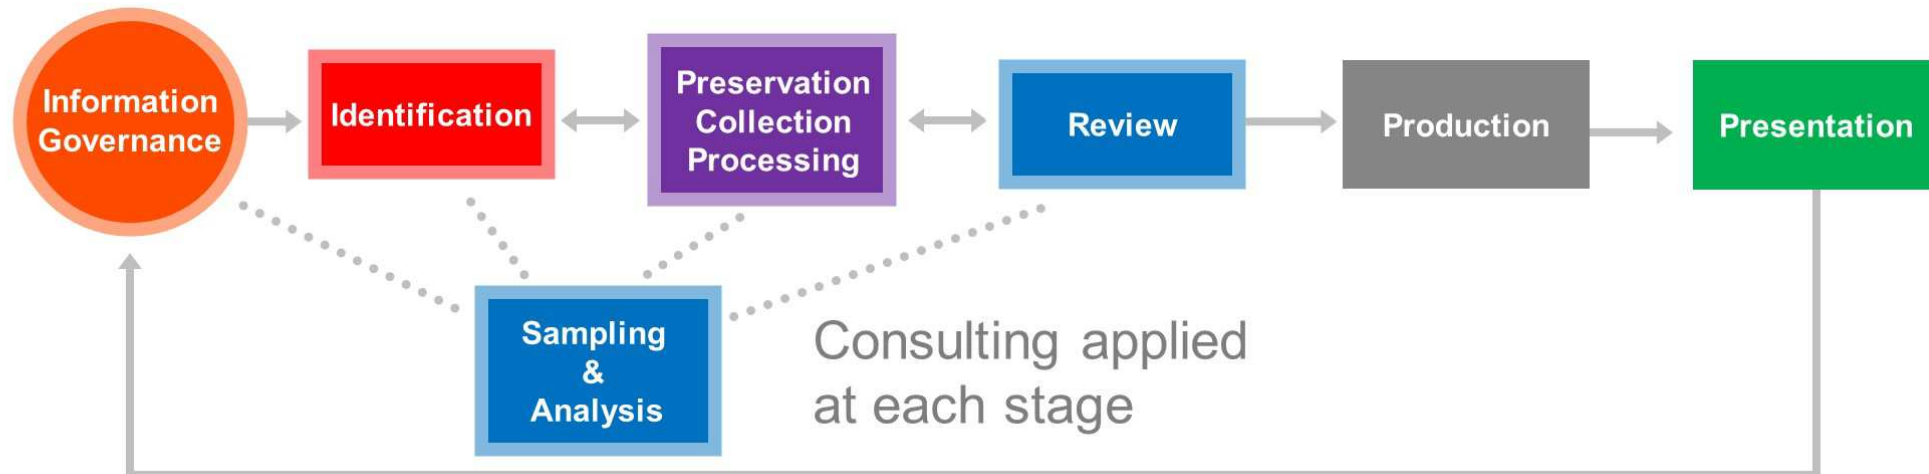 Information
Governance
Identification
Preservation
Collection
Processing
Review
Production
Presentation
Sampling
&
Analysis
Consulting applied
at each stage